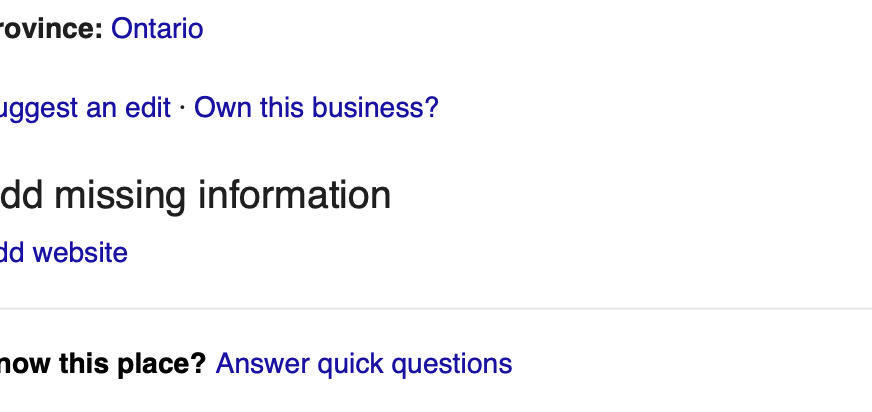 rovince: Ontario
uggest an edit · Own this business?
dd missing information
dd website
now this place? Answer quick questions